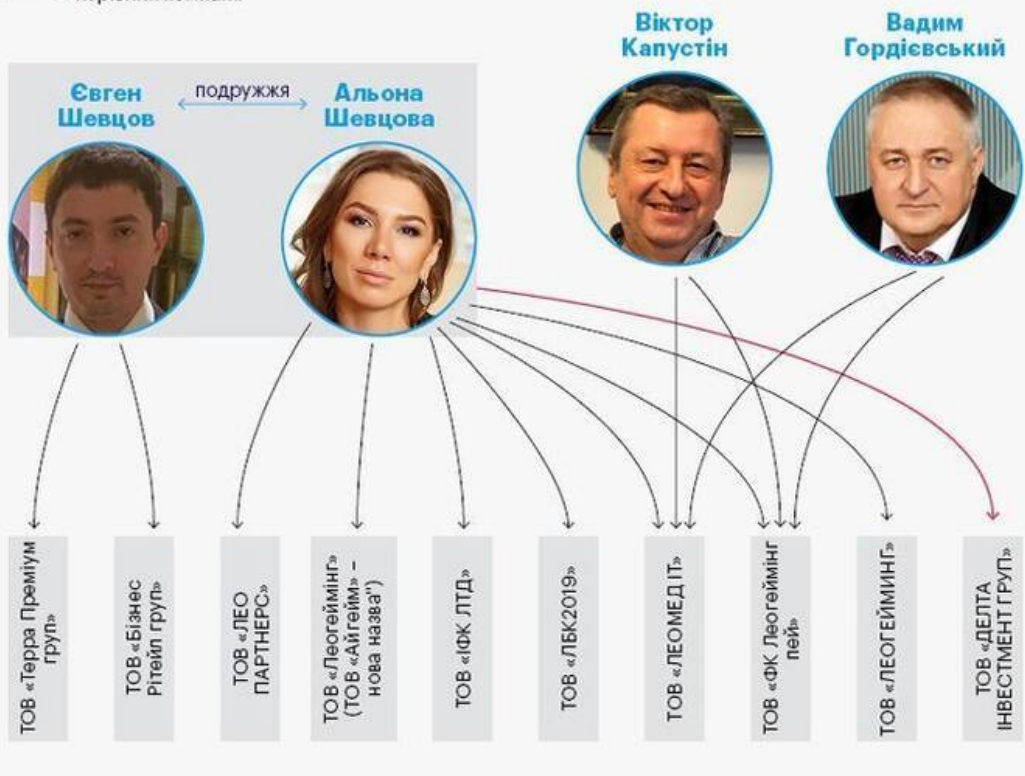 Віктор
Капустін
Вадим
Гордієвський
Євген
Шевцов
подружжя
Альона
Шевцова
ТОВ «Терра Преміум
груп»
ТОВ «Бізнес
Рітейл груп»
ТОВ «ЛЕО
ПАРТНЕРС»
ТОВ «Леогеймінг»
(ТОВ «Айгейм» –
нова назва")
ТОВ «ІФК ЛТД»
ТОВ «ЛБК2019»
ТОВ «ЛЕОМЕД ІТ»
ТОВ «ФК Леогеймінг
пей»
ТОВ «ЛЕОГЕЙМИНГ»
ТОВ «ДЕЛТА
ІНВЕСТМЕНТ ГРУП»